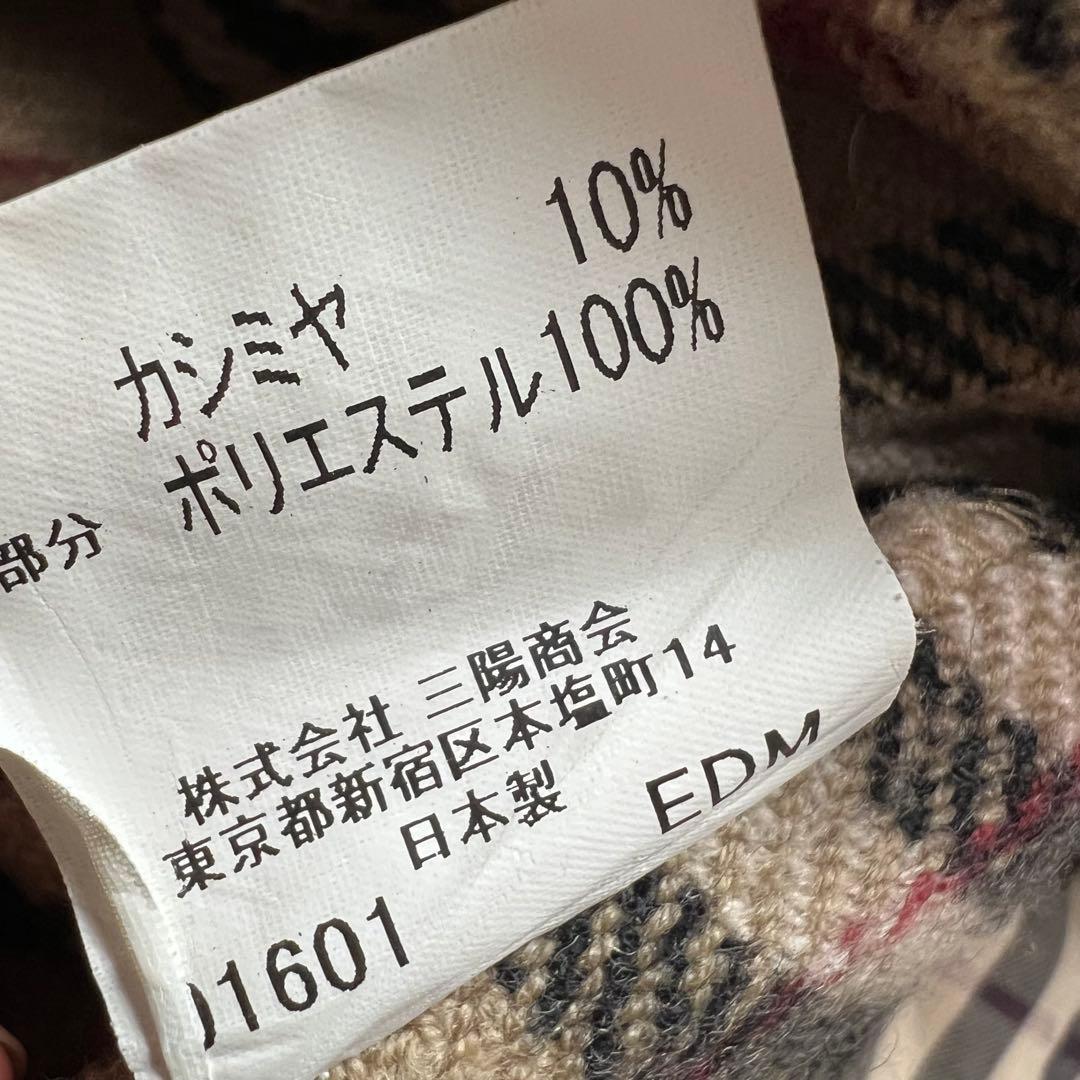 カシミヤ 10%
部分 ポリエステル100%
株式会社 三陽商会
東京都新宿区本塩町14
日本製 EDM
1601